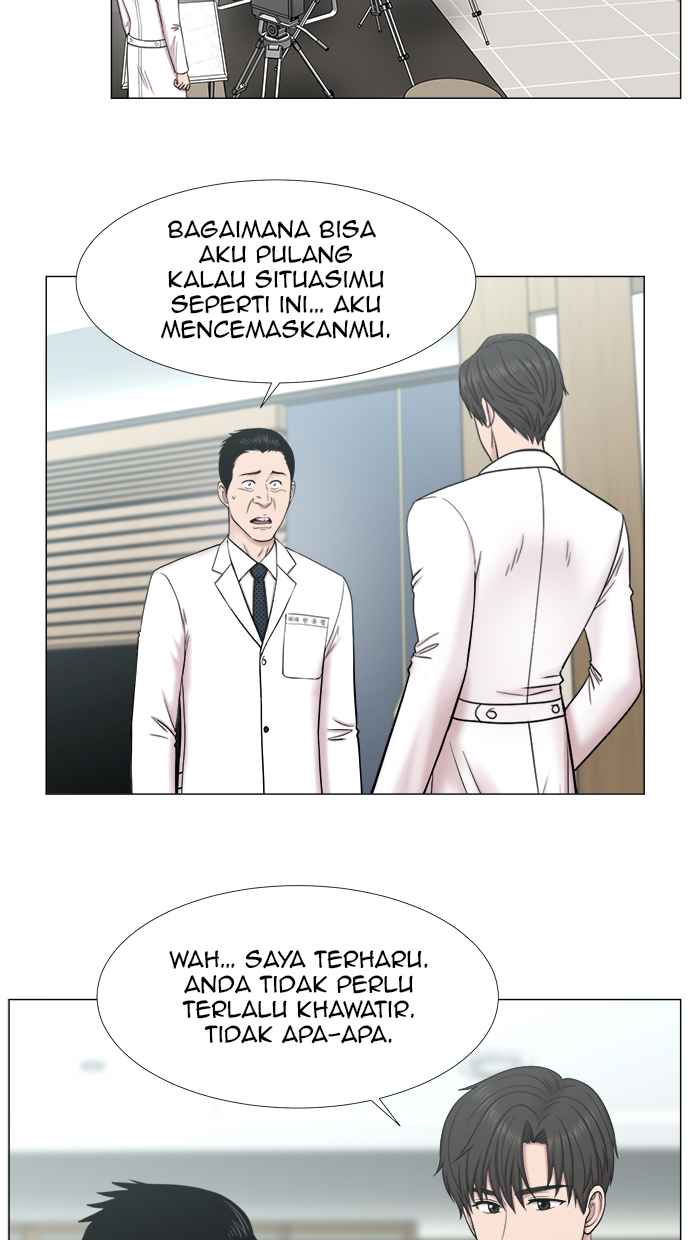 BAGAIMANA BISA
AKU PULANG
KALAU SITUASIMU
SEPERTI INI... AKU
MENCEMASKANMU.
WAH... SAYA TERHARU.
ANDA TIDAK PERLU
TERLALU KHAWATIR.
TIDAK APA-APA.